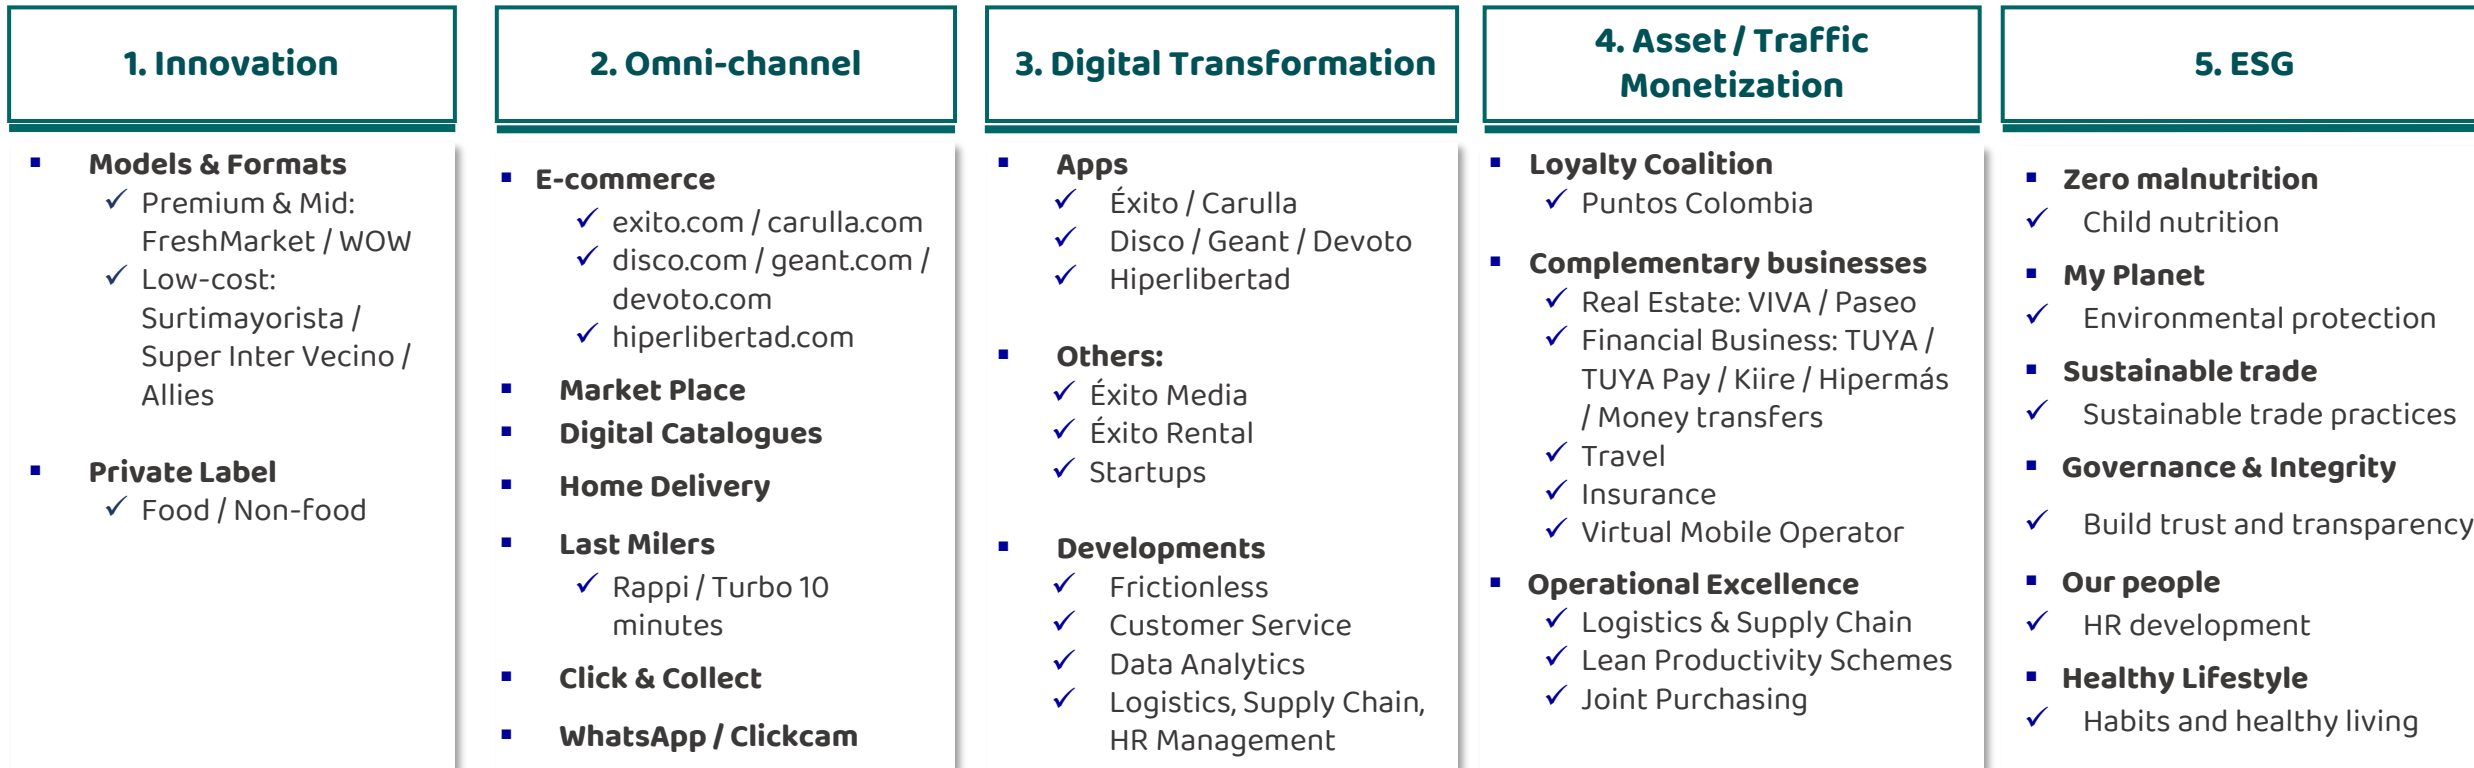 1. Innovation
Models & Formats
Premium & Mid:
FreshMarket / WOW
Low-cost:
Surtimayorista /
Super Inter Vecino /
Allies
Private Label
Food / Non-food
2. Omni-channel
E-commerce
exito.com / carulla.com
disco.com / geant.com /
devoto.com
hiperlibertad.com
Market Place
Digital Catalogues
Home Delivery
Last Milers
Rappi / Turbo 10
minutes
Click & Collect
WhatsApp / Clickcam
3. Digital Transformation
Apps
Éxito / Carulla
Disco / Geant / Devoto
Hiperlibertad
Others:
Éxito Media
Éxito Rental
Startups
Developments
Frictionless
Customer Service
Data Analytics
Logistics, Supply Chain,
HR Management
4. Asset / Traffic
Monetization
Loyalty Coalition
Puntos Colombia
Complementary businesses
Real Estate: VIVA / Paseo
Financial Business: TUYA /
TUYA Pay / Kiire / Hipermás
/ Money transfers
Travel
Insurance
Virtual Mobile Operator
Operational Excellence
Logistics & Supply Chain
Lean Productivity Schemes
Joint Purchasing
5. ESG
Zero malnutrition
Child nutrition
My Planet
Environmental protection
Sustainable trade
Sustainable trade practices
Governance & Integrity
Build trust and transparency
Our people
HR development
Healthy Lifestyle
Habits and healthy living